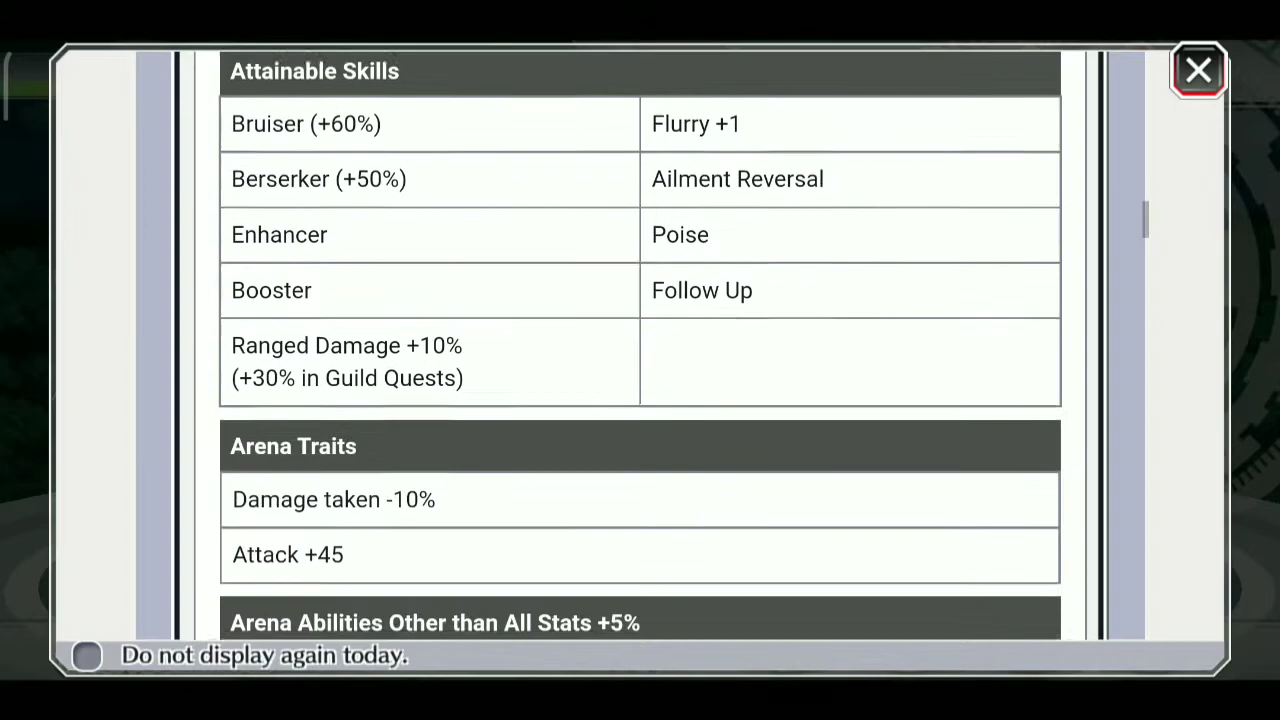 Attainable Skills
Bruiser (+60%)
Flurry +1
Berserker (+50%)
Ailment Reversal
Enhancer
Poise
Booster
Follow Up
Ranged Damage +10%
(+30% in Guild Quests)
Arena Traits
Damage taken -10%
Attack +45
Arena Abilities Other than All Stats +5%
Do not display again today.